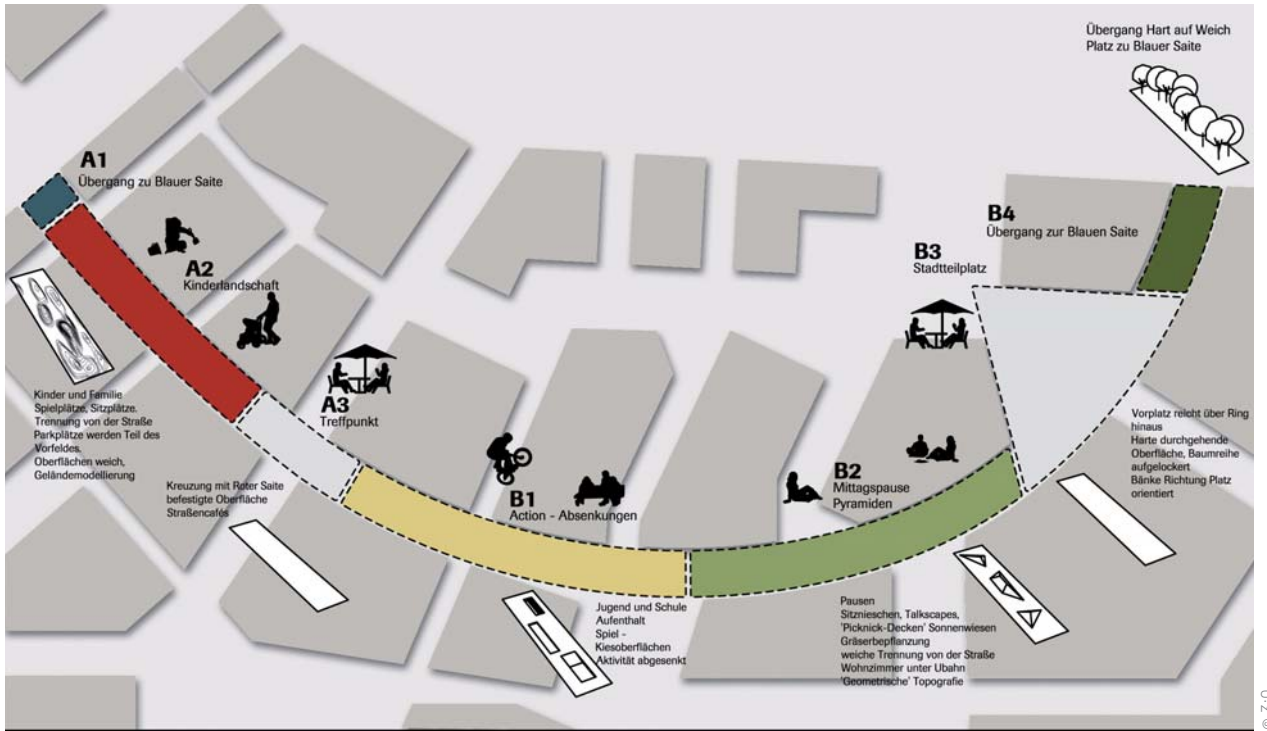 Übergang Hart auf Weich
Platz zu Blauer Saite
A1
Übergang zu Blauer Saite
A2
Kinderlandschaft
Kinder und Familie
Spielplätze, Sitzplätze.
Trennung von der Straße
Parkplätze werden Teil des
Vorfeldes.
Oberflächen weich,
Geländemodellierung
A3
Treffpunkt
Kreuzung mit Roter Saite
befestigte Oberfläche
Straßencafés
B1
Action - Absenkungen
Jugend und Schule
Aufenthalt
Spiel -
Kiesoberflächen
Aktivität abgesenkt
B2
Mittagspause
Pyramiden
Pausen
Sitznieschen, Talkscapes,
'Picknick-Decken' Sonnenwiesen
Gräserbepflanzung
weiche Trennung von der Straße
Wohnzimmer unter Ubahn
'Geometrische' Topografie
B3
Stadtteilplatz
B4
Übergang zur Blauen Saite
Vorplatz reicht über Ring
hinaus
Harte durchgehende
Oberfläche, Baumreihe
aufgelockert
Bänke Richtung Platz
orientiert